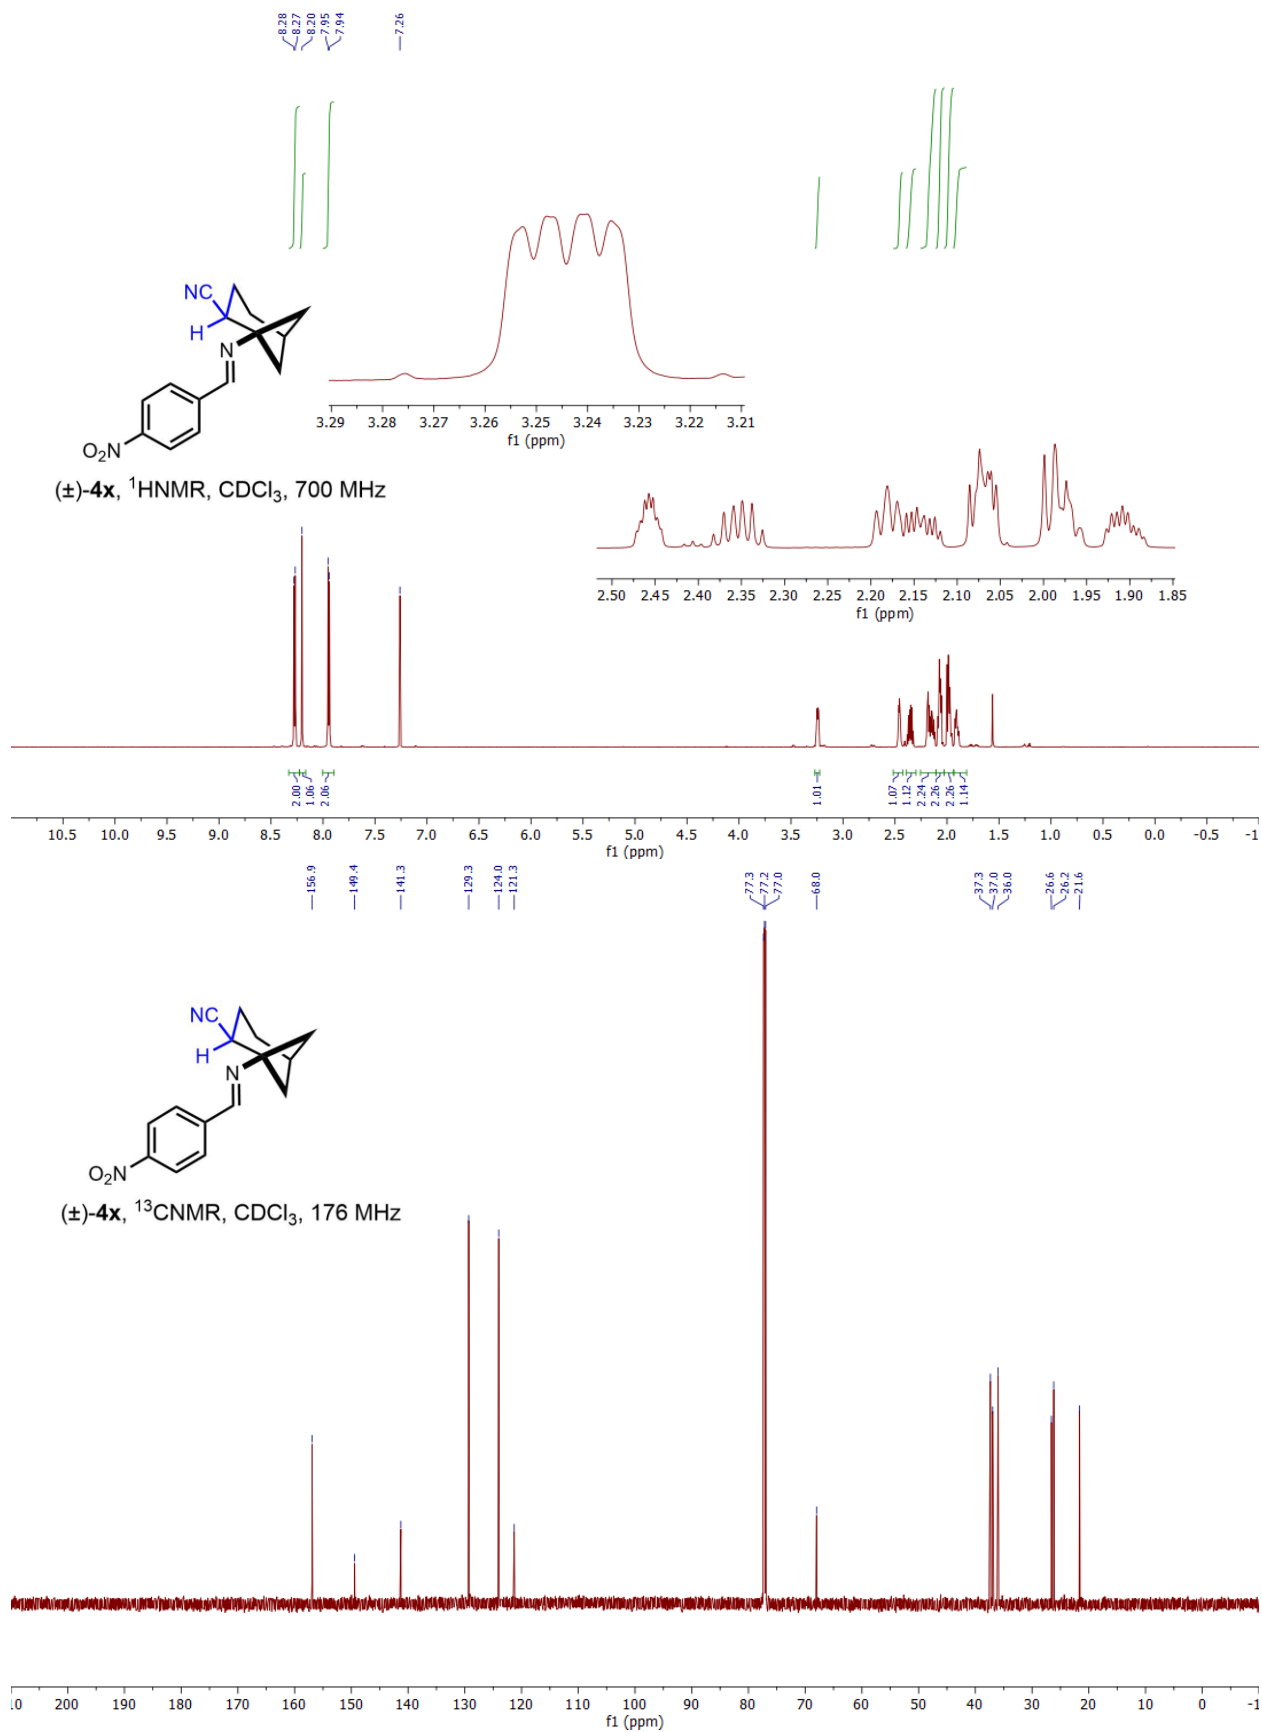 8.28
8.27
8.20
7.95
7.94
7.26
NC
H
N
O₂N
3.29 3.28 3.27 3.26 3.25 3.24 3.23 3.22 3.21
f1 (ppm)
(±)-4x, ¹HNMR, CDCl₃, 700 MHz
2.50 2.45 2.40 2.35 2.30 2.25 2.20 2.15 2.10 2.05 2.00 1.95 1.90 1.85
f1 (ppm)
2.00
1.06
2.06
1.01
1.07
1.12
2.24
2.26
2.26
1.14
10.5 10.0 9.5 9.0 8.5 8.0 7.5 7.0 6.5 6.0 5.5 5.0 4.5 4.0 3.5 3.0 2.5 2.0 1.5 1.0 0.5 0.0 -0.5 -1
f1 (ppm)
156.9
149.4
141.3
129.3
124.0
121.3
77.3
77.2
77.0
68.0
37.3
37.0
36.0
26.6
26.2
21.6
NC
H
N
O₂N
(±)-4x, ¹³CNMR, CDCl₃, 176 MHz
.0 200 190 180 170 160 150 140 130 120 110 100 90 80 70 60 50 40 30 20 10 0 -1
f1 (ppm)